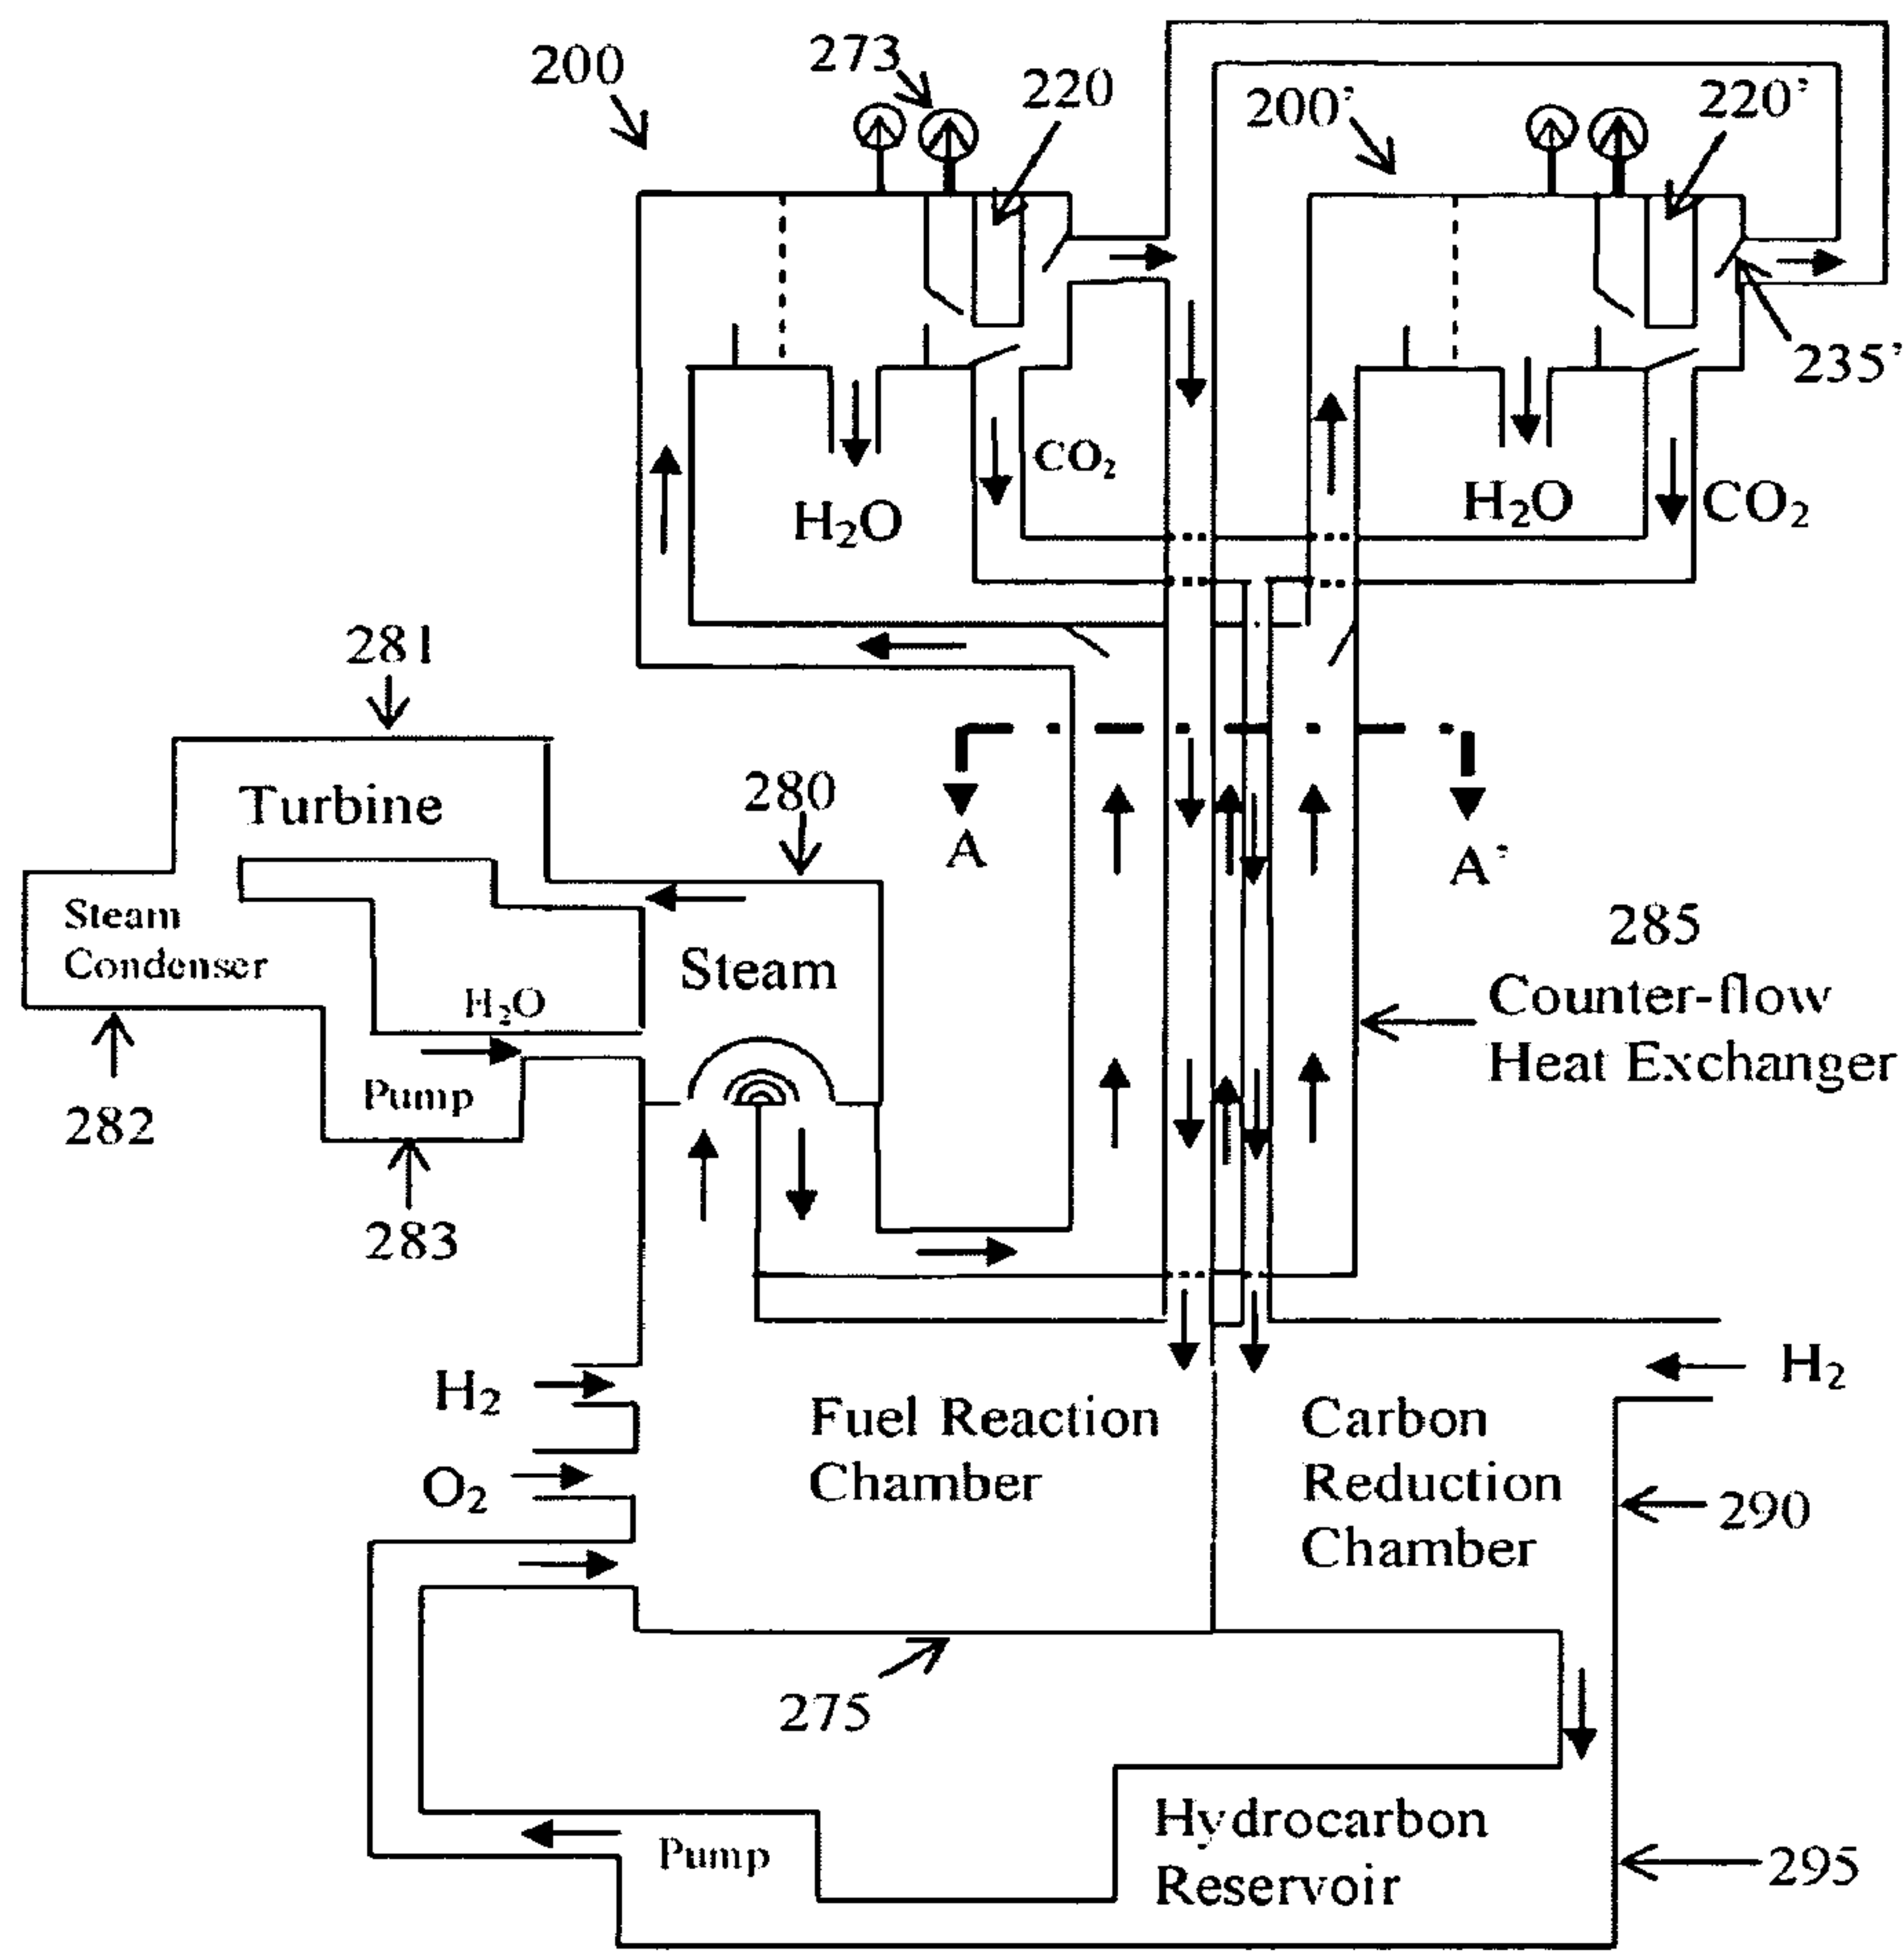 273
200
220
200’
220’
235’
CO₂
H₂O
H₂O
CO₂
281
Turbine
280
A
A’
Steam
Condenser
Steam
285
Counter-flow
Heat Exchanger
H₂O
Pump
282
283
H₂
O₂
Fuel Reaction
Chamber
Carbon
Reduction
Chamber
H₂
290
275
Pump
Hydrocarbon
Reservoir
295